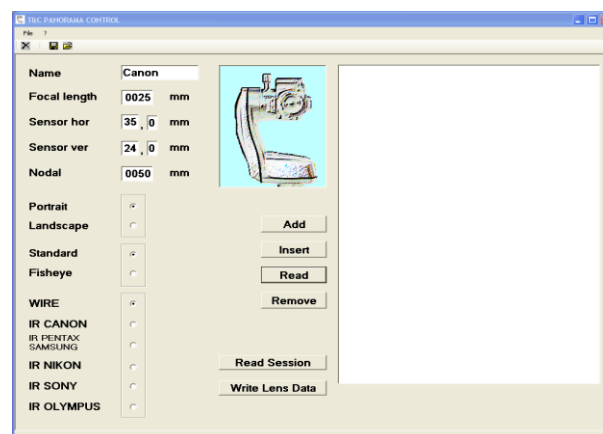 T&C PANORAMA CONTROL
File ?
Name Canon
Focal length 0025 mm
Sensor hor 35 , 0 mm
Sensor ver 24 , 0 mm
Nodal 0050 mm
Portrait
Landscape
Add
Standard
Insert
Fisheye
Read
WIRE
Remove
IR CANON
IR PENTAX
SAMSUNG
IR NIKON
Read Session
IR SONY
Write Lens Data
IR OLYMPUS